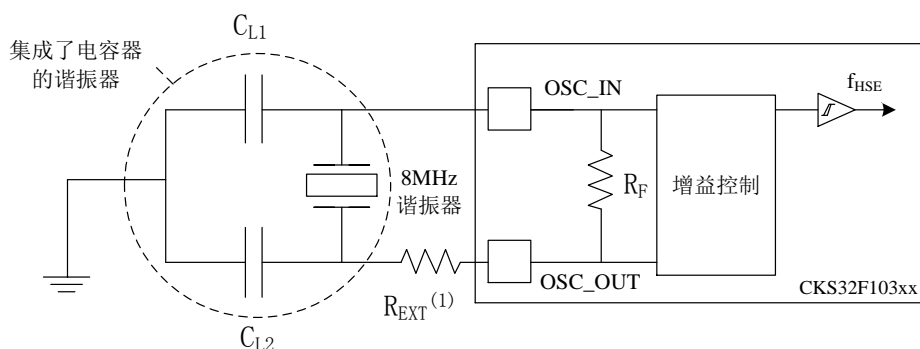 C_L1
集成了电容器
的谐振器
OSC_IN
f_HSE
8MHz
谐振器
R_F
增益控制
OSC_OUT
R_EXT^(1)
CKS32F103xx
C_L2